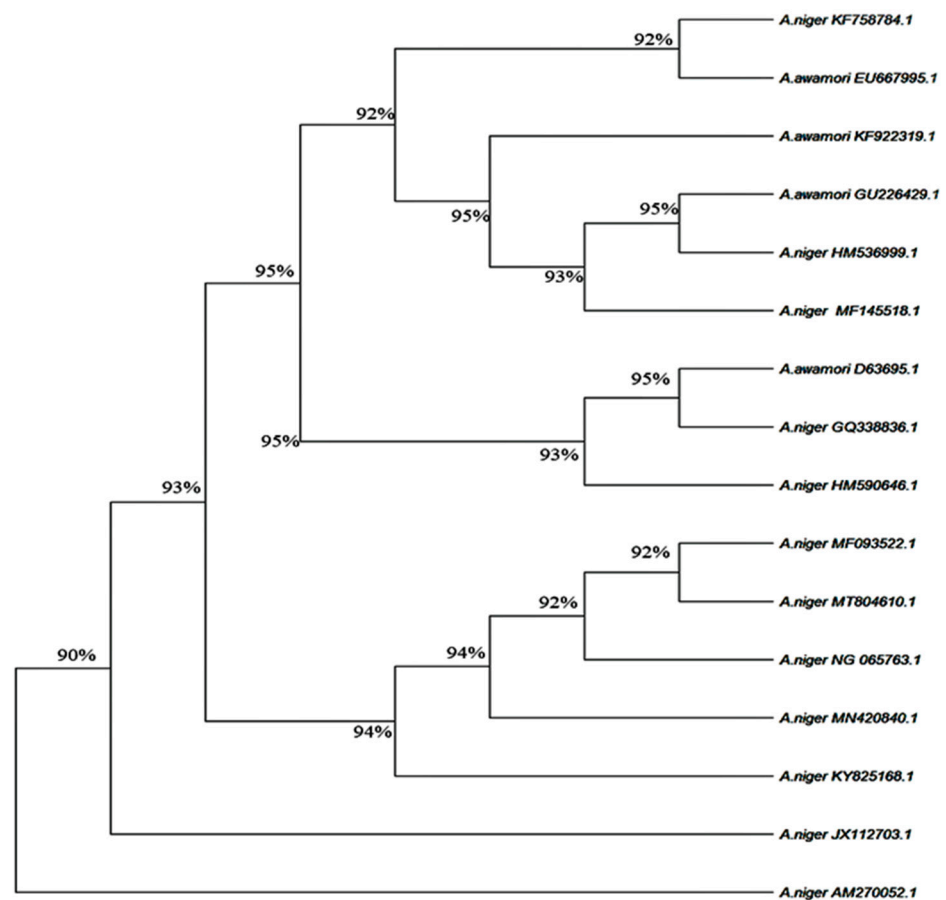 A.niger KF758784.1
92%
A.awamori EU667995.1
92%
A.awamori KF922319.1
A.awamori GU226429.1
95%
95%
A.niger HM536999.1
95%
93%
A.niger MF145518.1
A.awamori D63695.1
95%
A.niger GQ338836.1
95%
93%
A.niger HM590646.1
93%
A.niger MF093522.1
92%
A.niger MT804610.1
92%
94%
A.niger NG 065763.1
90%
A.niger MN420840.1
94%
A.niger KY825168.1
A.niger JX112703.1
A.niger AM270052.1